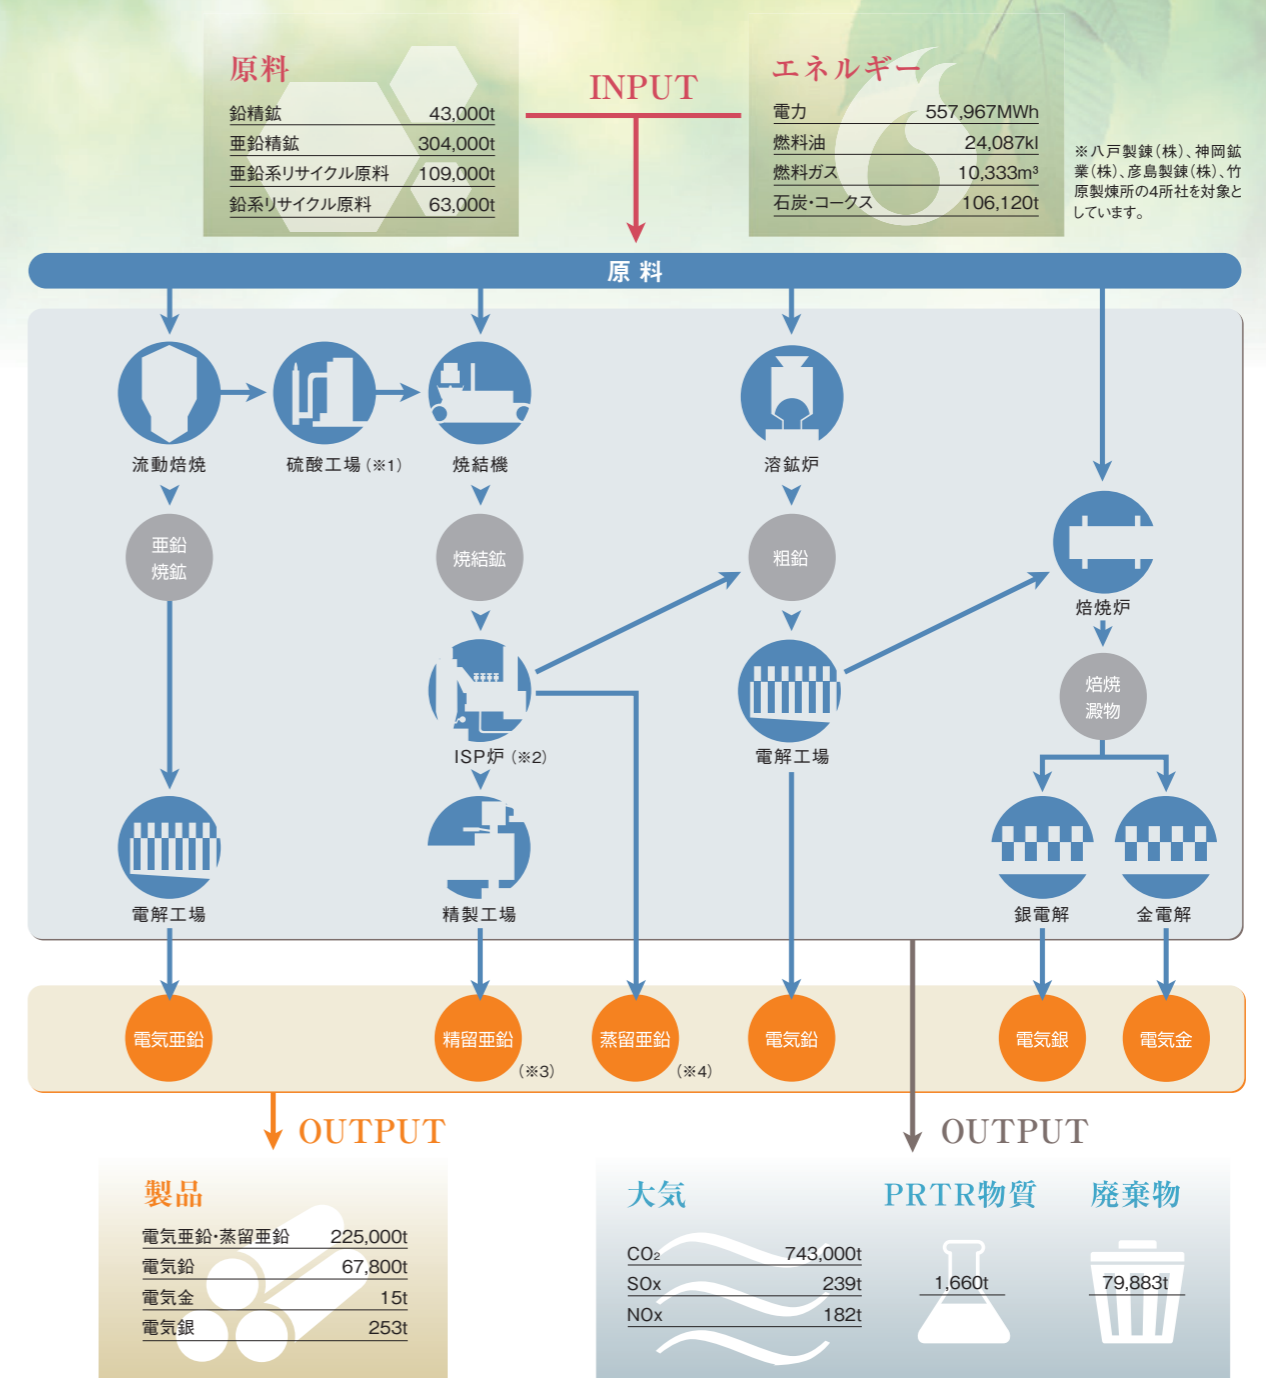 原料
鉛精鉱 43,000t
亜鉛精鉱 304,000t
亜鉛系リサイクル原料 109,000t
鉛系リサイクル原料 63,000t
INPUT
エネルギー
電力 557,967MWh
燃料油 24,087kl
燃料ガス 10,333m³
石炭・コークス 106,120t
※八戸製錬(株)、神岡鉱
業(株)、彦島製錬(株)、竹
原製煉所の4所社を対象と
しています。
原料
流動焙焼
硫酸工場(※1)
焼結機
溶鉱炉
亜鉛
焼鉱
焼結鉱
粗鉛
焙焼炉
焙焼
澱物
ISP炉(※2)
電解工場
電解工場
精製工場
銀電解
金電解
電気亜鉛
精留亜鉛
(※3)
蒸留亜鉛
(※4)
電気鉛
電気銀
電気金
OUTPUT
OUTPUT
製品
電気亜鉛・蒸留亜鉛 225,000t
電気鉛 67,800t
電気金 15t
電気銀 253t
大気
CO₂ 743,000t
SOx 239t
NOx 182t
PRTR物質
1,660t
廃棄物
79,883t